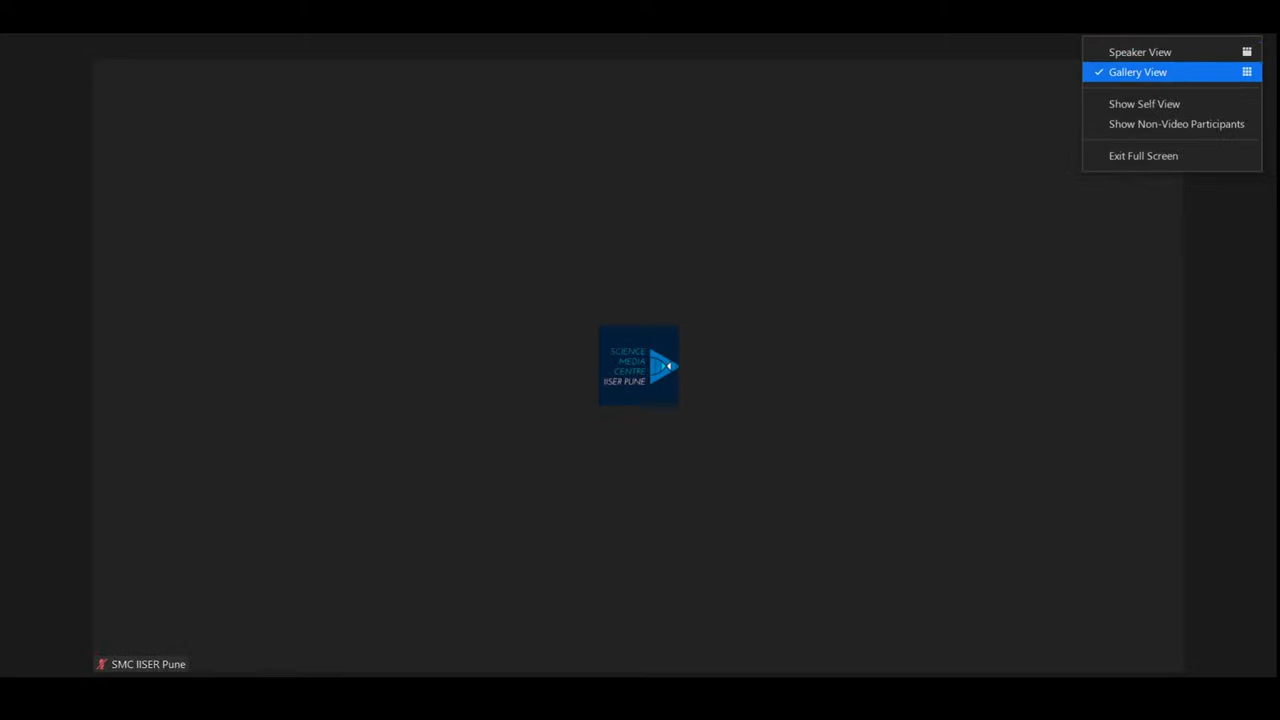 Speaker View
Gallery View
Show Self View
Show Non-Video Participants
Exit Full Screen
SCIENCE
MEDIA
CENTRE
IISER PUNE
SMC IISER Pune